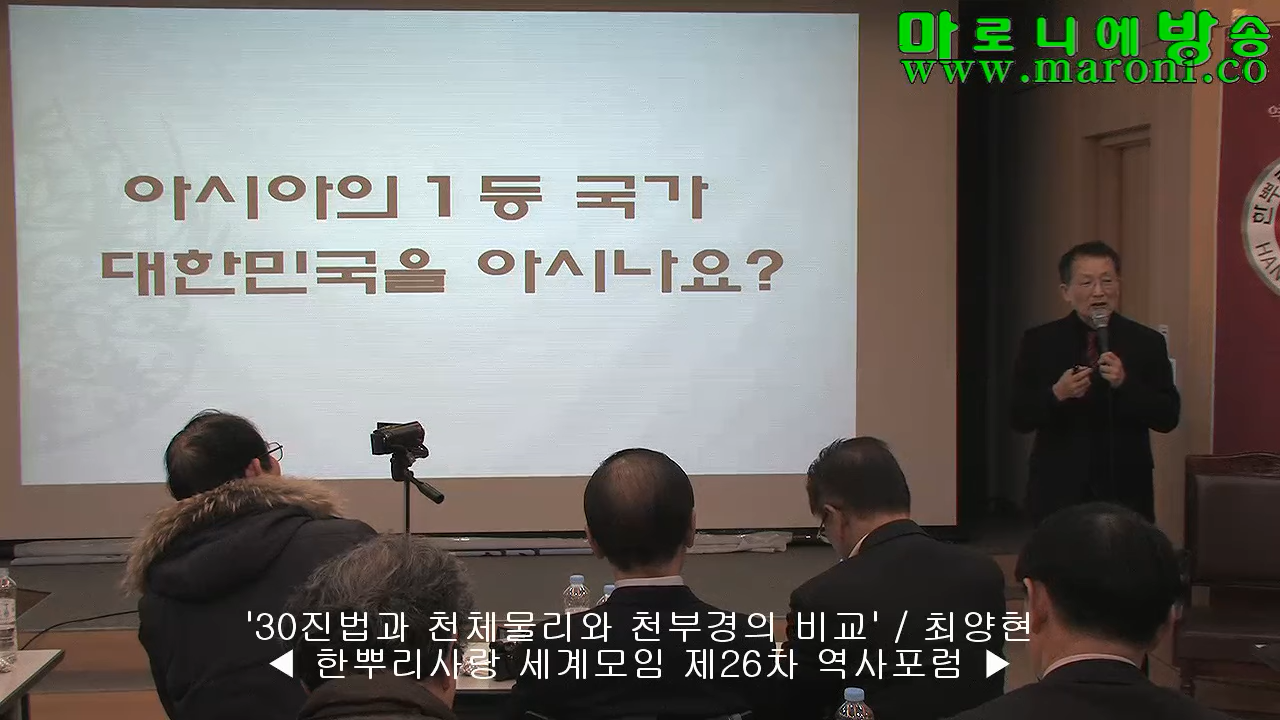 마로니에방송
www.maroni.co
아시아의 1등 국가
대한민국을 아시나요?
한뿌
HAN
'30진법과 천체물리와 천부경의 비교' / 최양현
◀ 한뿌리사랑 세계모임 제26차 역사포럼 ▶